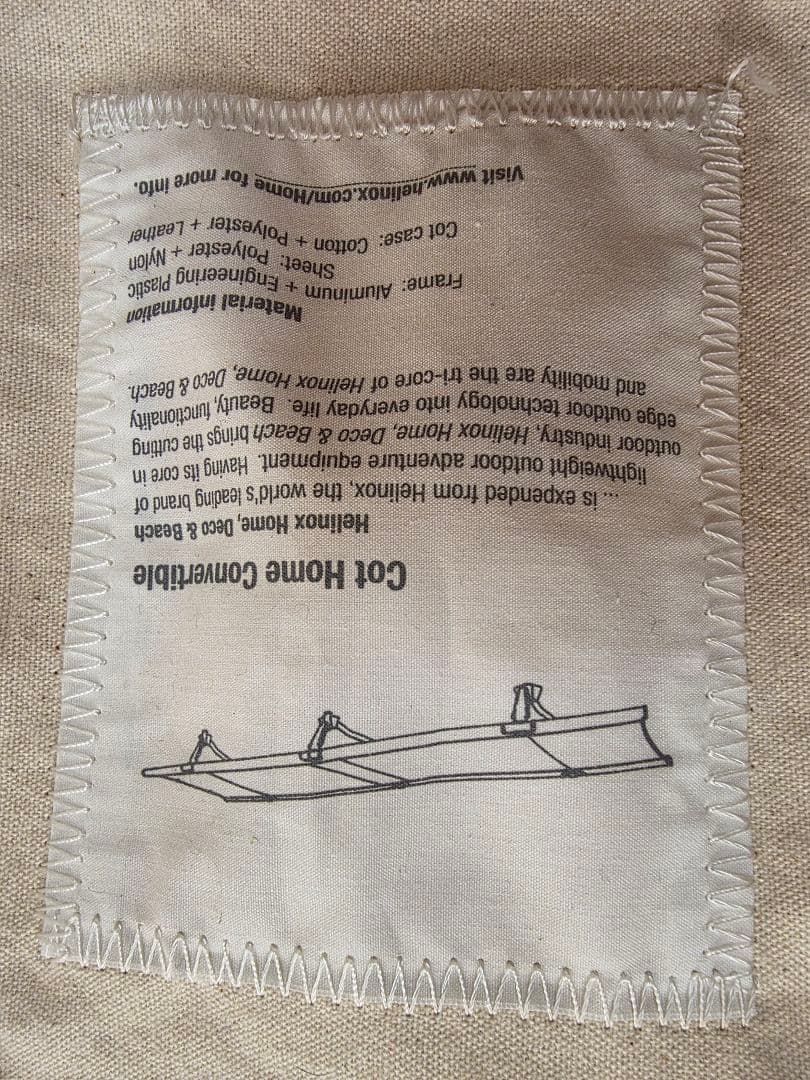 Cot Home Convertible
Helinox Home, Deco & Beach
... is expended from Helinox, the world's leading brand of
lightweight outdoor adventure equipment. Having its core in
outdoor industry, Helinox Home, Deco & Beach brings the cutting
edge outdoor technology into everyday life. Beauty, functionality
and mobility are the tri-core of Helinox Home, Deco & Beach.
Material information
Frame: Aluminum + Engineering Plastic
Sheet: Polyester + Nylon
Cot case: Cotton + Polyester + Leather
Visit www.helinox.com/Home for more info.